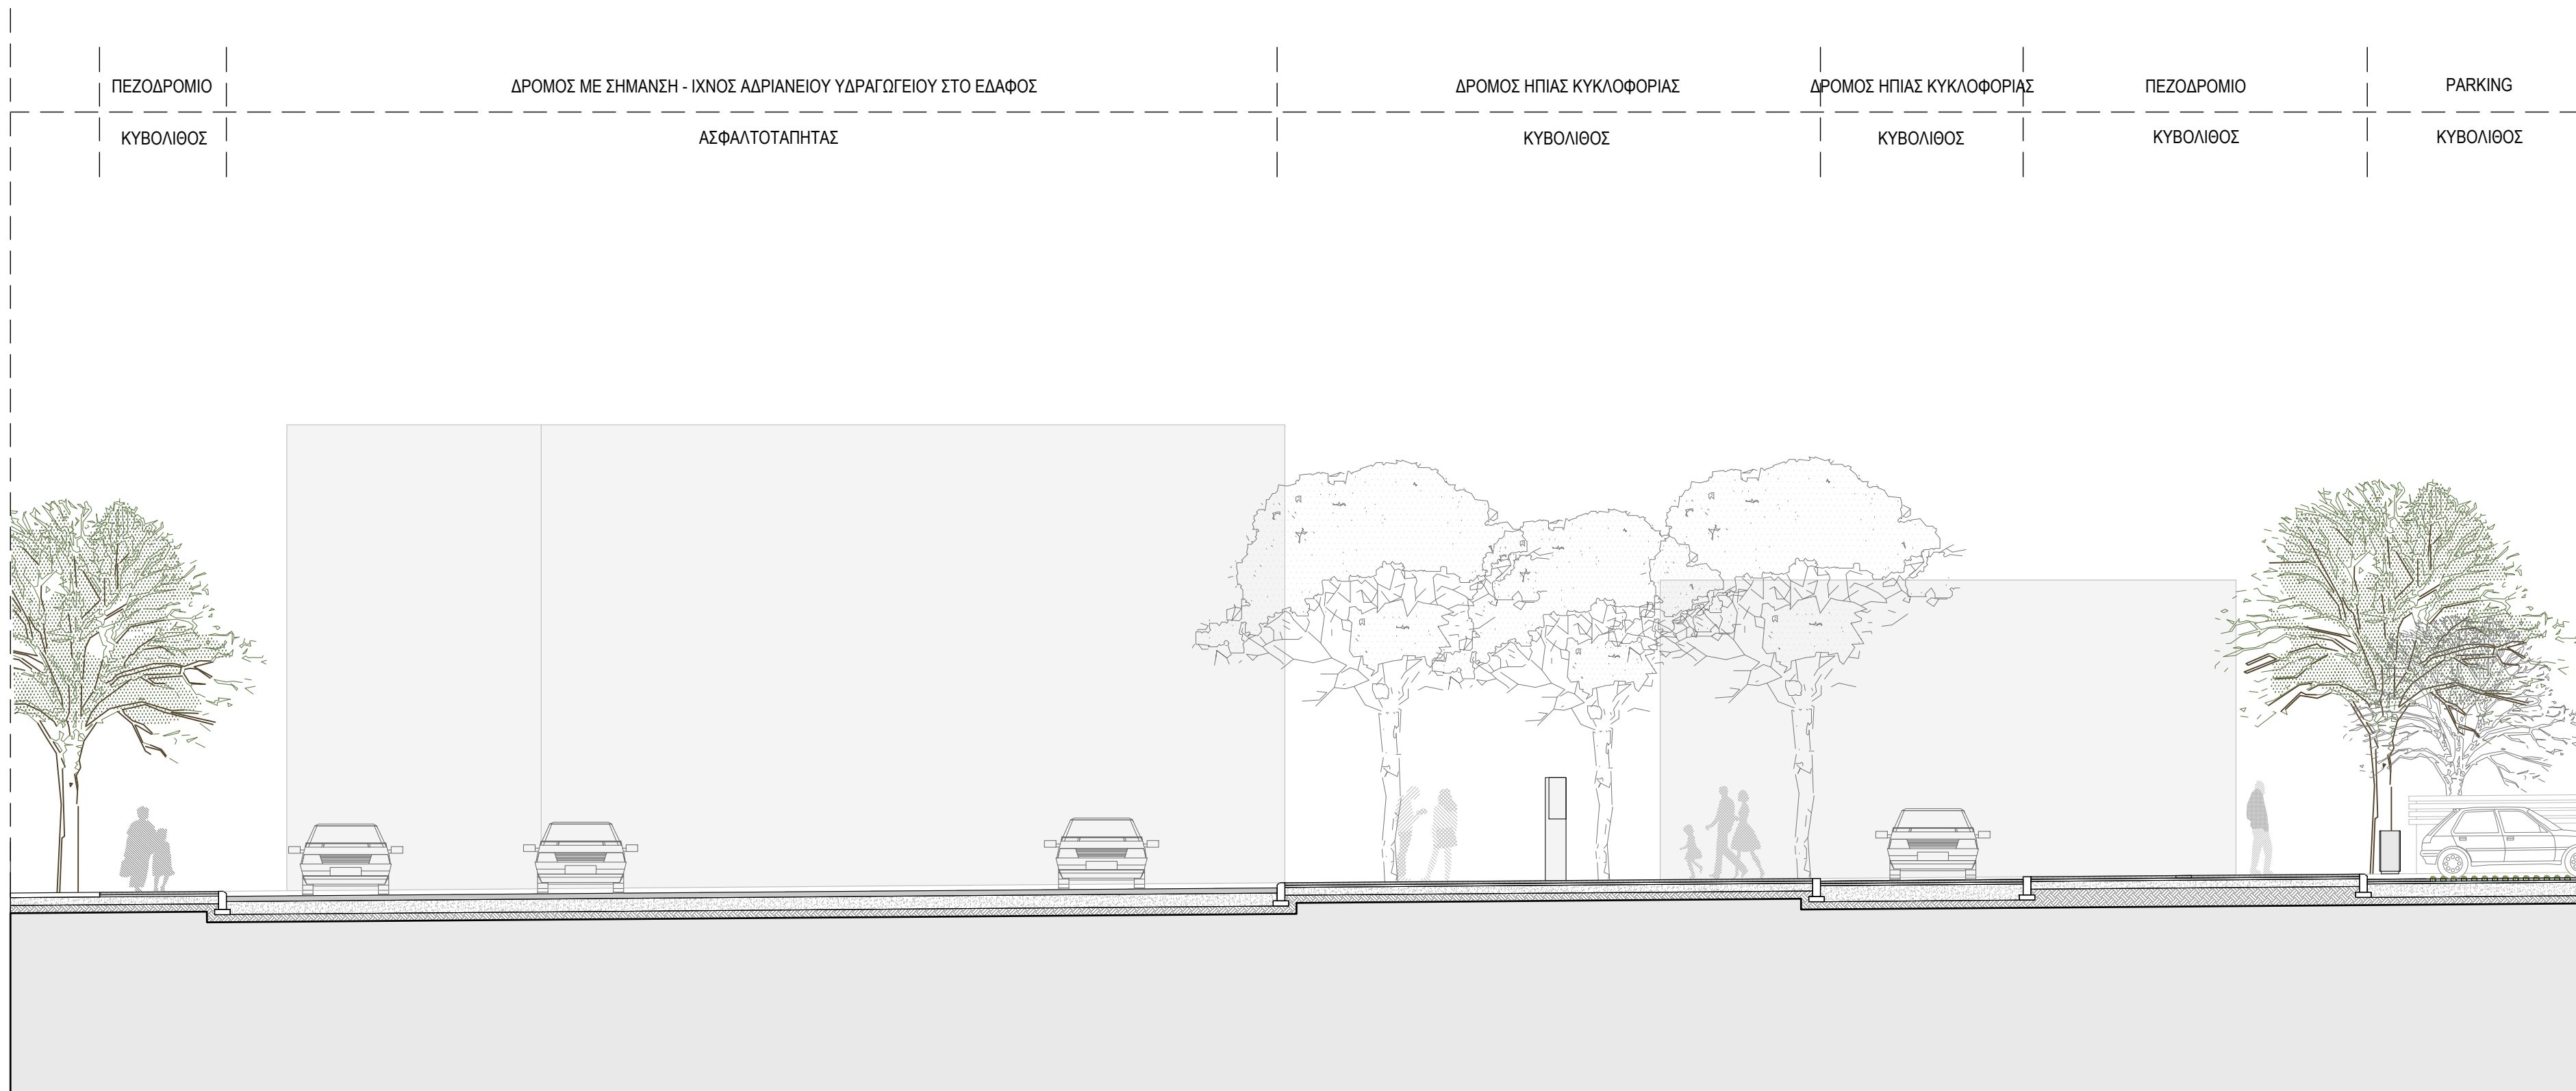 ΠΕΖΟΔΡΟΜΙΟ
ΔΡΟΜΟΣ ΜΕ ΣΗΜΑΝΣΗ - ΙΧΝΟΣ ΑΔΡΙΑΝΕΙΟΥ ΥΔΡΑΓΩΓΕΙΟΥ ΣΤΟ ΕΔΑΦΟΣ
ΔΡΟΜΟΣ ΗΠΙΑΣ ΚΥΚΛΟΦΟΡΙΑΣ
ΔΡΟΜΟΣ ΗΠΙΑΣ ΚΥΚΛΟΦΟΡΙΑΣ
ΠΕΖΟΔΡΟΜΙΟ
PARKING
ΚΥΒΟΛΙΘΟΣ
ΑΣΦΑΛΤΟΤΑΠΗΤΑΣ
ΚΥΒΟΛΙΘΟΣ
ΚΥΒΟΛΙΘΟΣ
ΚΥΒΟΛΙΘΟΣ
ΚΥΒΟΛΙΘΟΣ